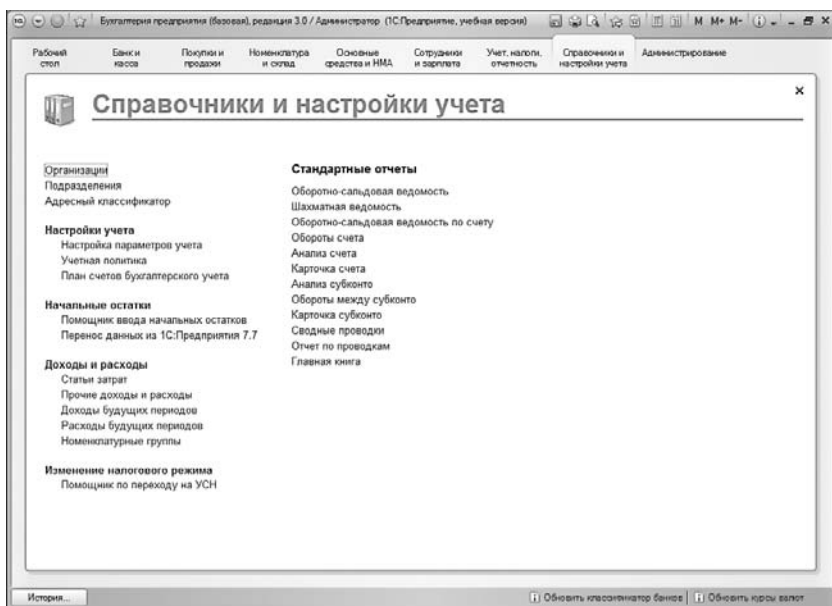 Бухгалтерия предприятия (базовая), редакция 3.0 / Администратор (1С:Предприятие, учебная версия)
M M+ M-
Рабочий стол
Банк и касса
Покупки и продажи
Номенклатура и склад
Основные средства и НМА
Сотрудники и зарплата
Учет, налоги, отчетность
Справочники и настройки учета
Администрирование
Справочники и настройки учета
Организации
Подразделения
Адресный классификатор
Настройки учета
Настройка параметров учета
Учетная политика
План счетов бухгалтерского учета
Начальные остатки
Помощник ввода начальных остатков
Перенос данных из 1С:Предприятия 7.7
Доходы и расходы
Статьи затрат
Прочие доходы и расходы
Доходы будущих периодов
Расходы будущих периодов
Номенклатурные группы
Изменение налогового режима
Помощник по переходу на УСН
Стандартные отчеты
Оборотно-сальдовая ведомость
Шахматная ведомость
Оборотно-сальдовая ведомость по счету
Обороты счета
Анализ счета
Карточка счета
Анализ субконто
Обороты между субконто
Карточка субконто
Сводные проводки
Отчет по проводкам
Главная книга
История...
Обновить классификатор банков
Обновить курсы валют